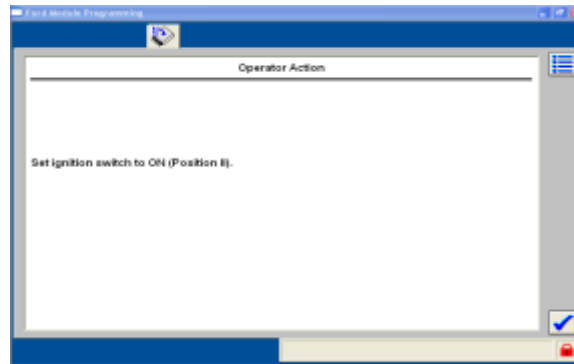 Ford Module Programming
Operator Action
Set ignition switch to ON (Position II).